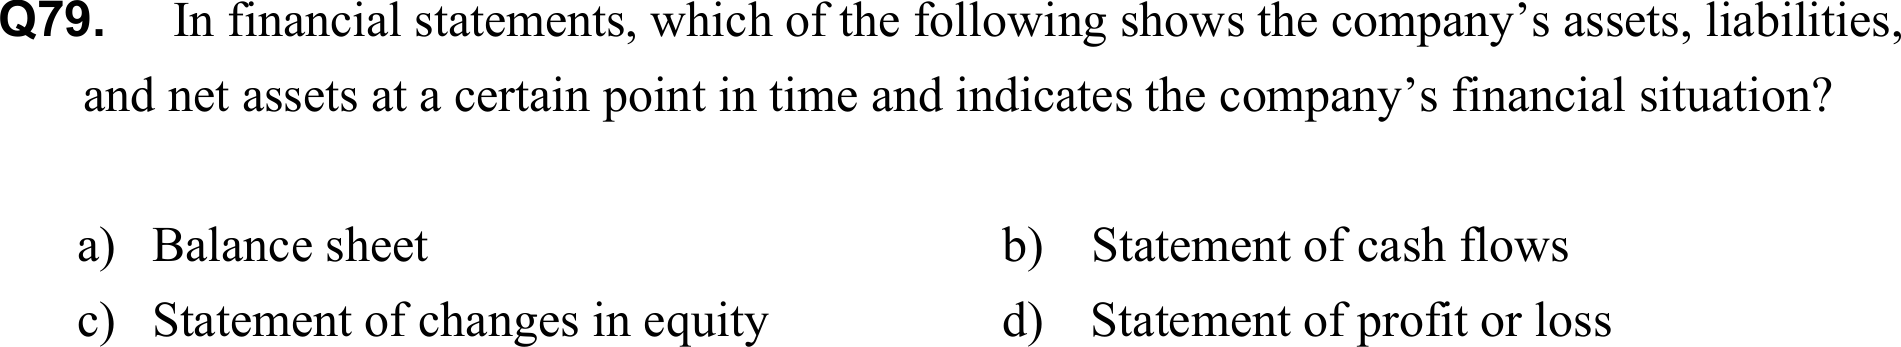 Q79. In financial statements, which of the following shows the company’s assets, liabilities,
and net assets at a certain point in time and indicates the company’s financial situation?
a) Balance sheet b) Statement of cash flows
c) Statement of changes in equity d) Statement of profit or loss